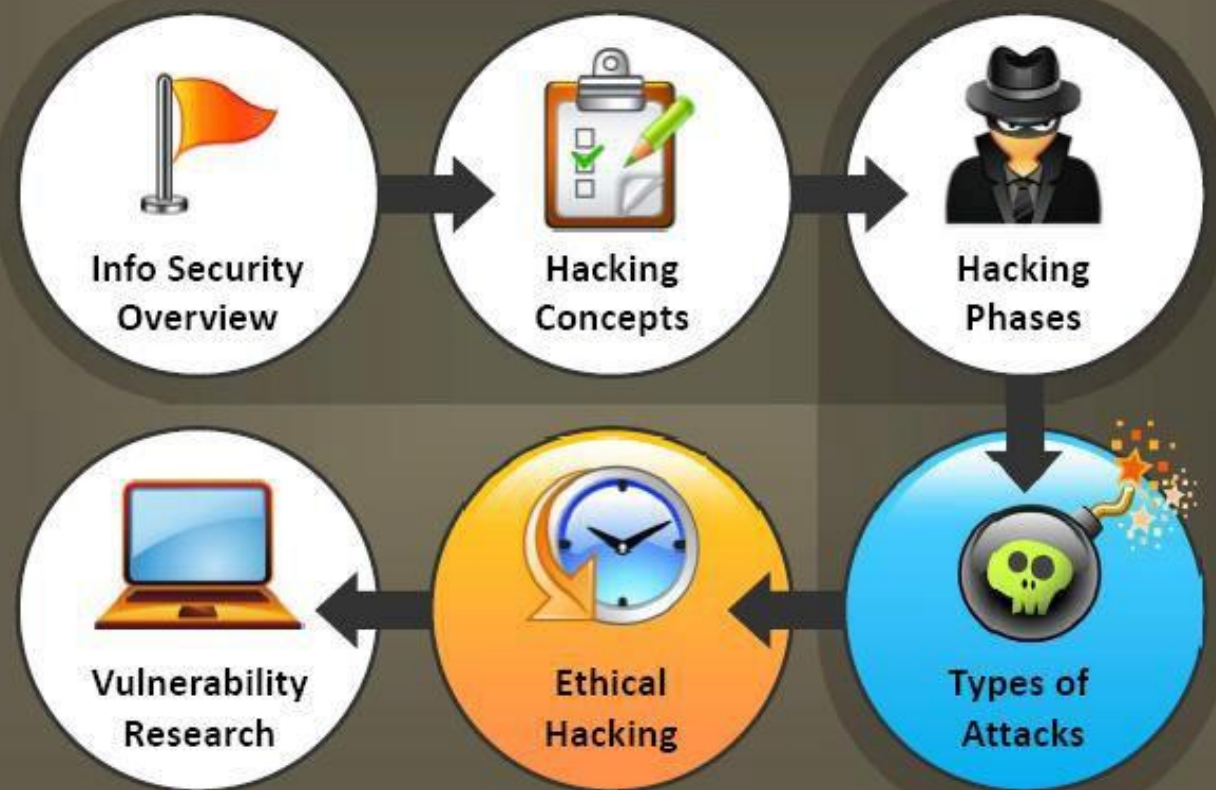 Info Security
Overview
Hacking
Concepts
Hacking
Phases
Types of
Attacks
Ethical
Hacking
Vulnerability
Research